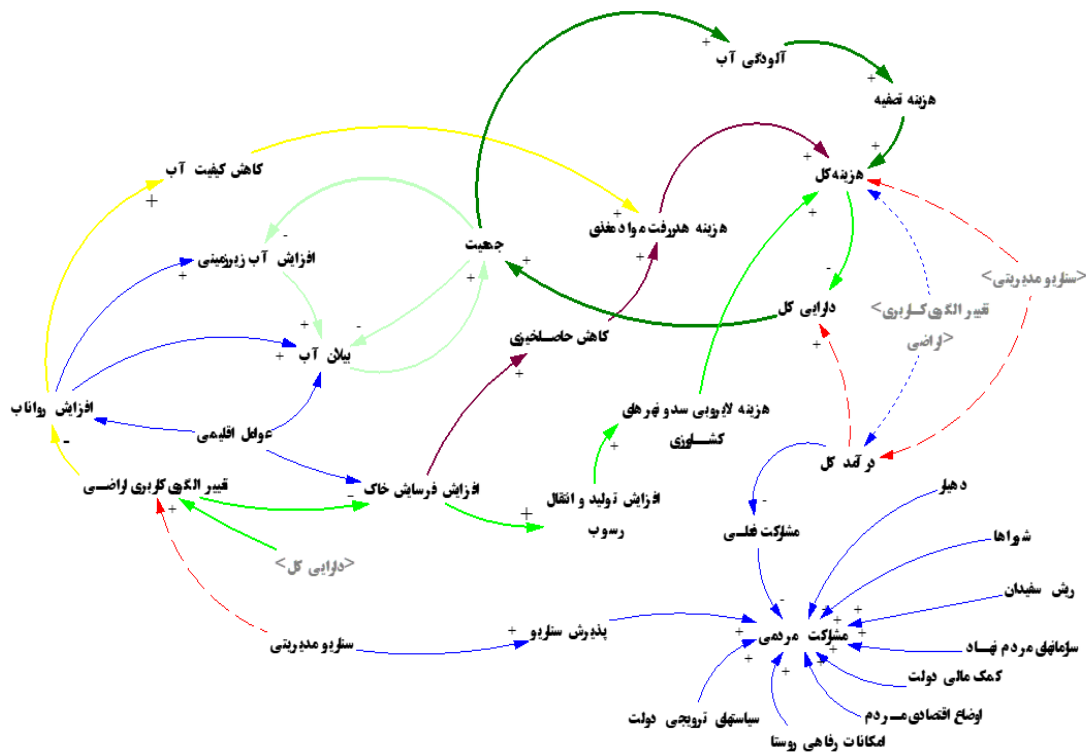 آلودگی آب
هزینه تصفیه
کاهش کیفیت آب
هزینه کل
هزینه هدررفت مواد مغذی
جمعیت
افزایش آب زیرزمینی
<سناریو مدیریتی>
دارایی کل
<تغییر الگوی کاربری
اراضی>
کاهش حاصلخیزی
بیلان آب
افزایش رواناب
هزینه لایروبی سد و نهرهای
کشاورزی
عوامل اقلیمی
درآمد کل
تغییر الگوی کاربری اراضی
افزایش فرسایش خاک
افزایش تولید و انتقال
رسوب
دهیار
مشارکت فعلی
شوراها
<دارایی کل>
ریش سفیدان
سناریو مدیریتی
پذیرش سناریو
مشارکت مردمی
سازمانهای مردم نهاد
کمک مالی دولت
سیاستهای ترویجی دولت
اوضاع اقتصادی مردم
امکانات رفاهی روستا